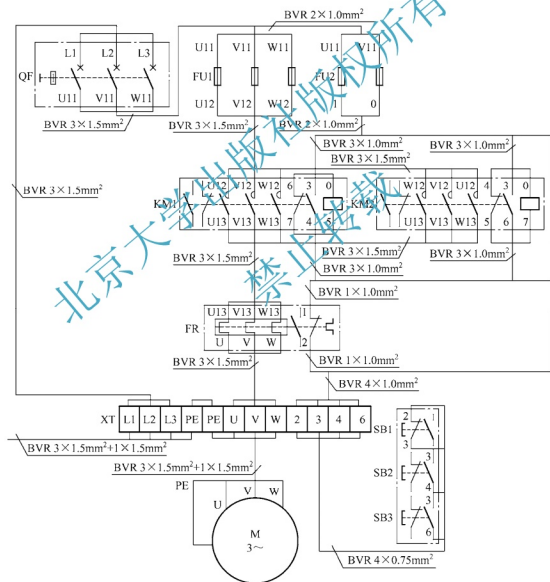 BVR 2×1.0mm²
L1 L2 L3
U11 V11 W11 U11 V11
QF FU1 FU2
U11 V11 W11 U12 V12 W12 1 0
BVR 3×1.5mm² BVR 3×1.5mm² BVR 2×1.0mm²
BVR 3×1.0mm² BVR 3×1.0mm²
BVR 3×1.5mm²
BVR 3×1.5mm²
U12 V12 W12 6 3 0 W12 V12 U12 4 3 0
KM1 KM2
U13 V13 W13 7 4 5 U13 V13 W13 5 6 7
BVR 3×1.5mm² BVR 3×1.5mm²
BVR 3×1.0mm² BVR 3×1.0mm²
BVR 1×1.0mm²
U13 V13 W13 1
FR
U V W 2
BVR 3×1.5mm² BVR 1×1.0mm²
BVR 4×1.0mm²
XT L1 L2 L3 PE PE U V W 2 3 4 6
BVR 3×1.5mm²+1×1.5mm²
BVR 3×1.5mm²+1×1.5mm²
2
SB1
3
3
SB2
4
3
SB3
6
PE U V W
M
3~
BVR 4×0.75mm²
北京大学出版社版权所有
禁止转载